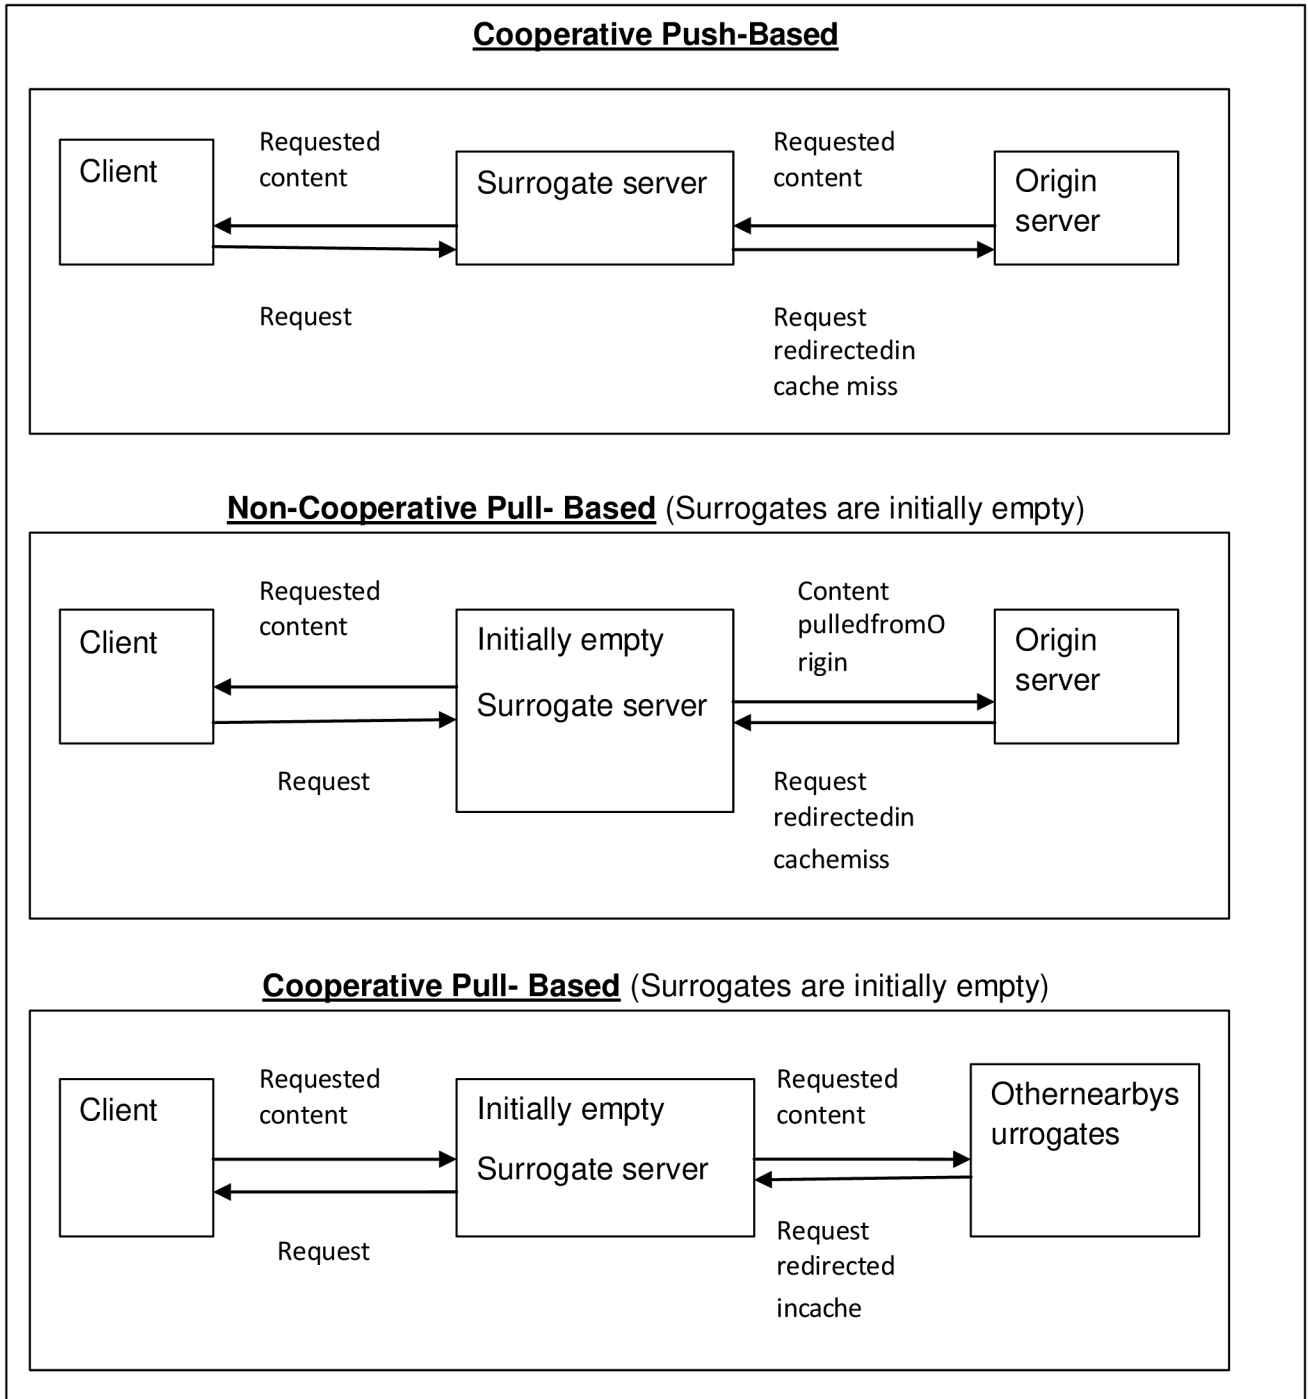 Cooperative Push-Based
Client
Requested
content
Surrogate server
Requested
content
Origin
server
Request
Request
redirectedin
cache miss
Non-Cooperative Pull- Based (Surrogates are initially empty)
Client
Requested
content
Initially empty
Surrogate server
Content
pulledfromO
rigin
Origin
server
Request
Request
redirectedin
cachemiss
Cooperative Pull- Based (Surrogates are initially empty)
Client
Requested
content
Initially empty
Surrogate server
Requested
content
Othernearbys
urrogates
Request
Request
redirected
incache